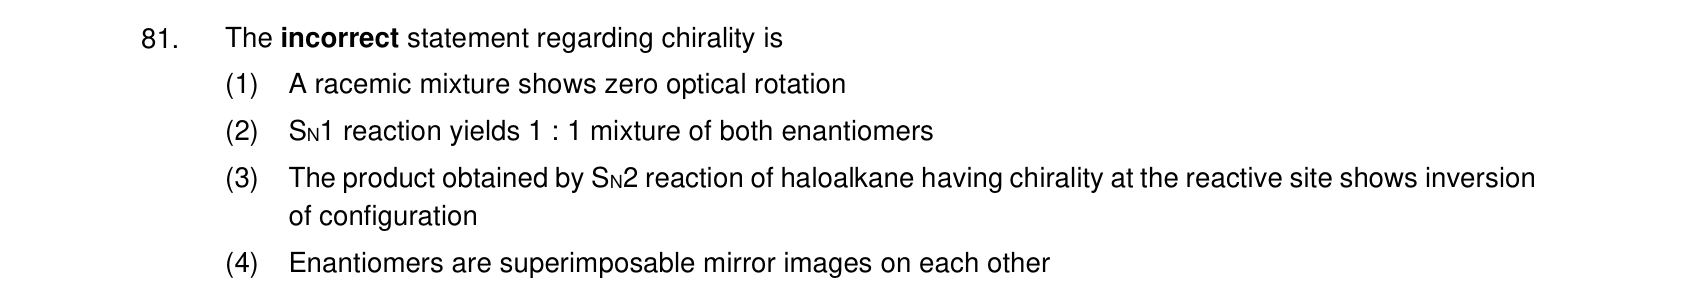 81. The incorrect statement regarding chirality is
(1) A racemic mixture shows zero optical rotation
(2) SN1 reaction yields 1 : 1 mixture of both enantiomers
(3) The product obtained by SN2 reaction of haloalkane having chirality at the reactive site shows inversion
of configuration
(4) Enantiomers are superimposable mirror images on each other